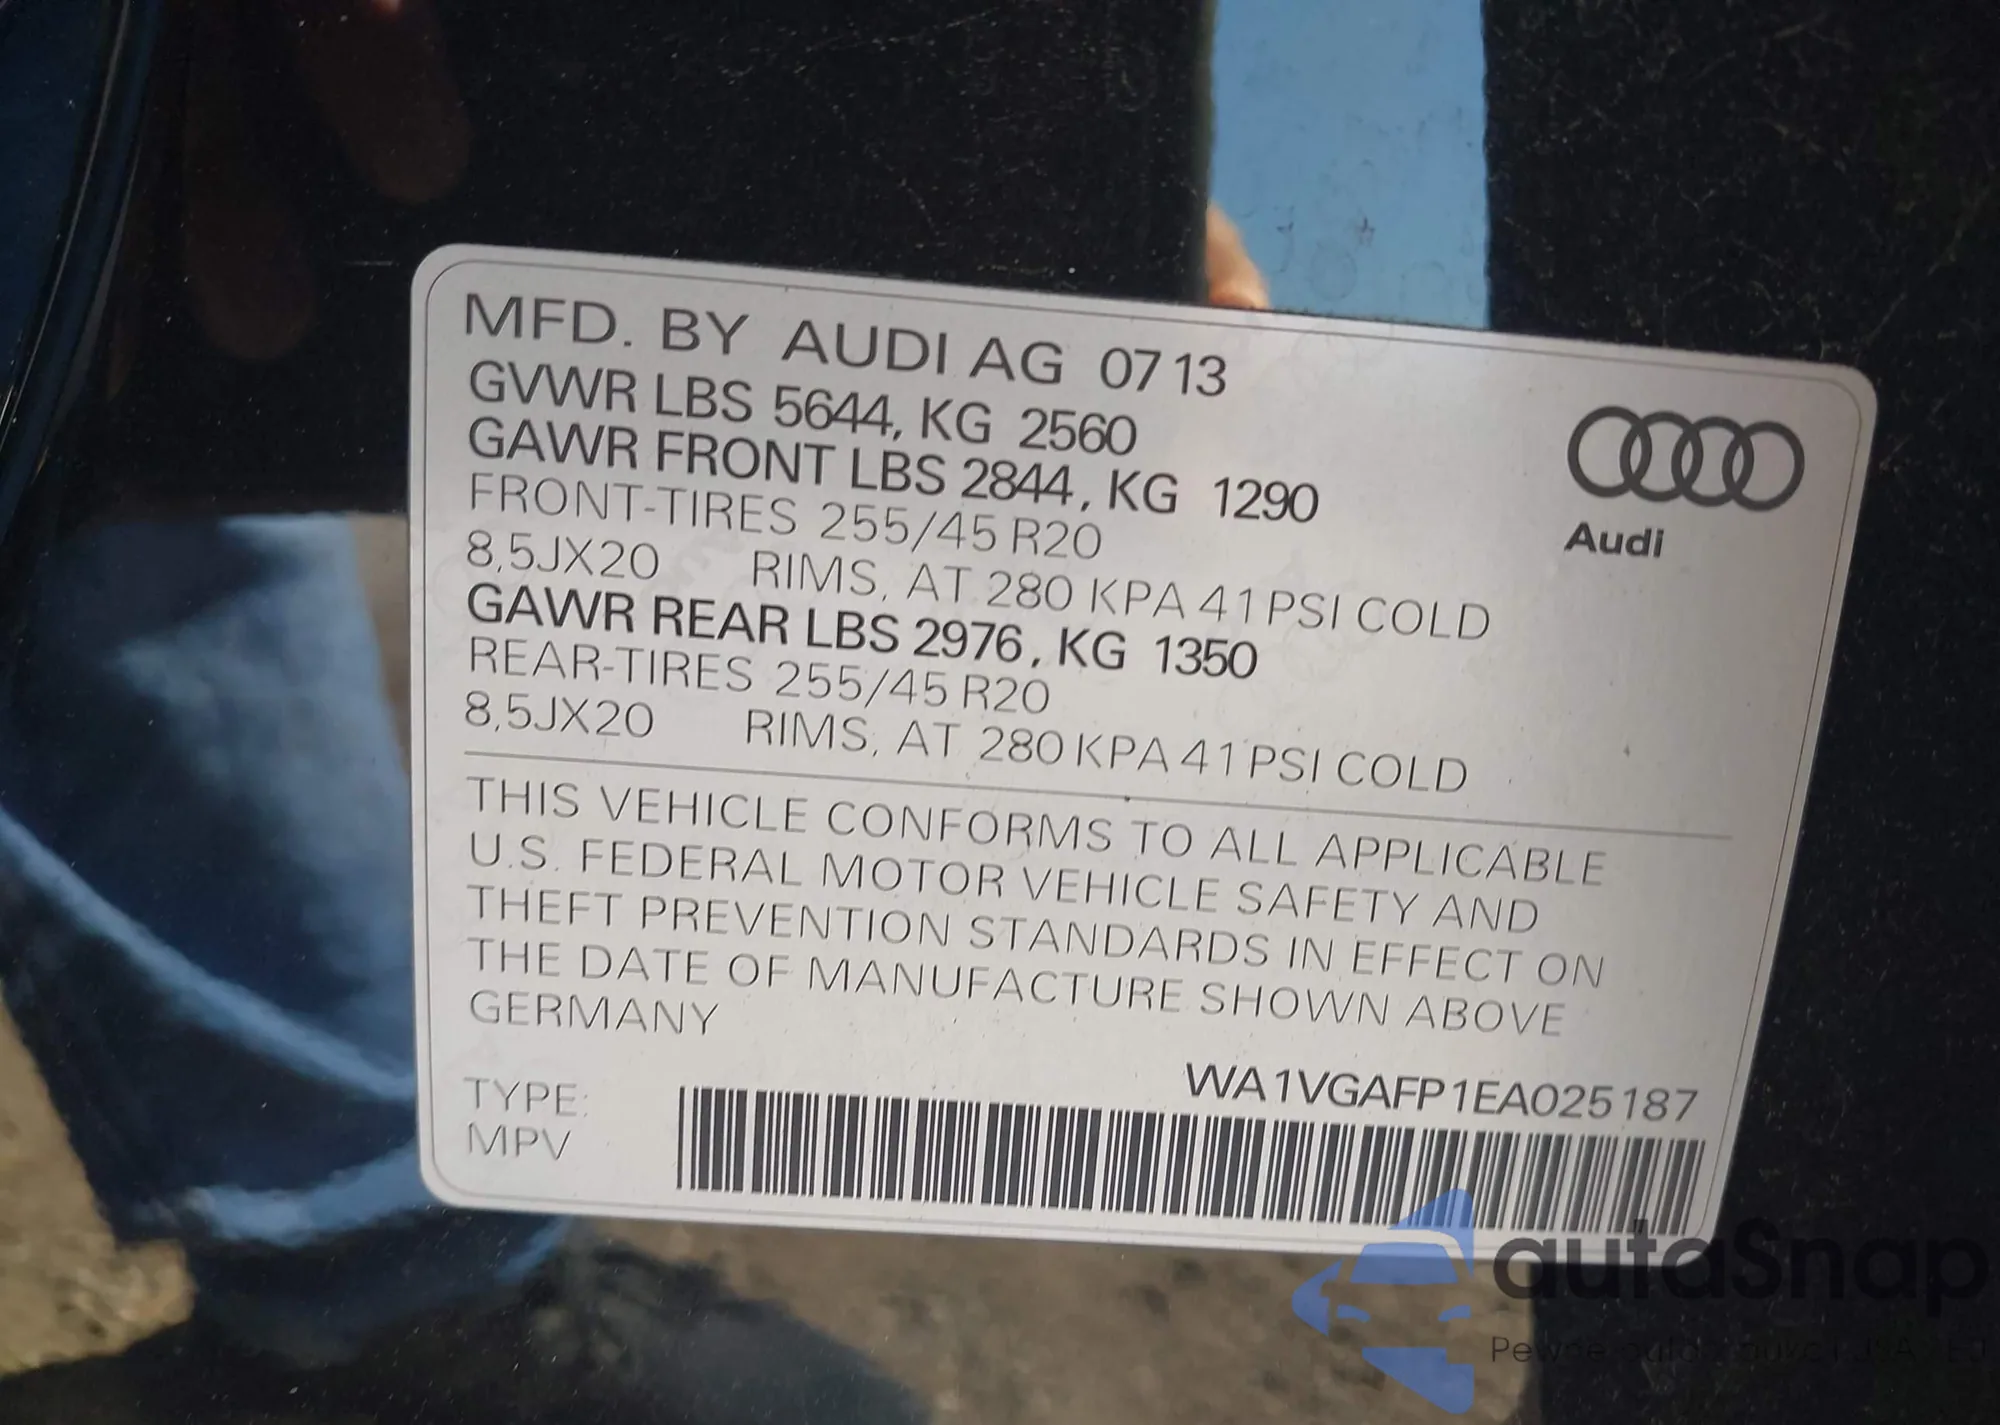 MFD. BY AUDI AG 0713
GVWR LBS 5644, KG 2560
GAWR FRONT LBS 2844, KG 1290
FRONT-TIRES 255/45 R20
8,5JX20 RIMS, AT 280 KPA 41 PSI COLD
GAWR REAR LBS 2976, KG 1350
REAR-TIRES 255/45 R20
8,5JX20 RIMS, AT 280 KPA 41 PSI COLD
Audi
THIS VEHICLE CONFORMS TO ALL APPLICABLE
U.S. FEDERAL MOTOR VEHICLE SAFETY AND
THEFT PREVENTION STANDARDS IN EFFECT ON
THE DATE OF MANUFACTURE SHOWN ABOVE
GERMANY
WA1VGAFP1EA025187
TYPE:
MPV
autaSnap
Pewne auta